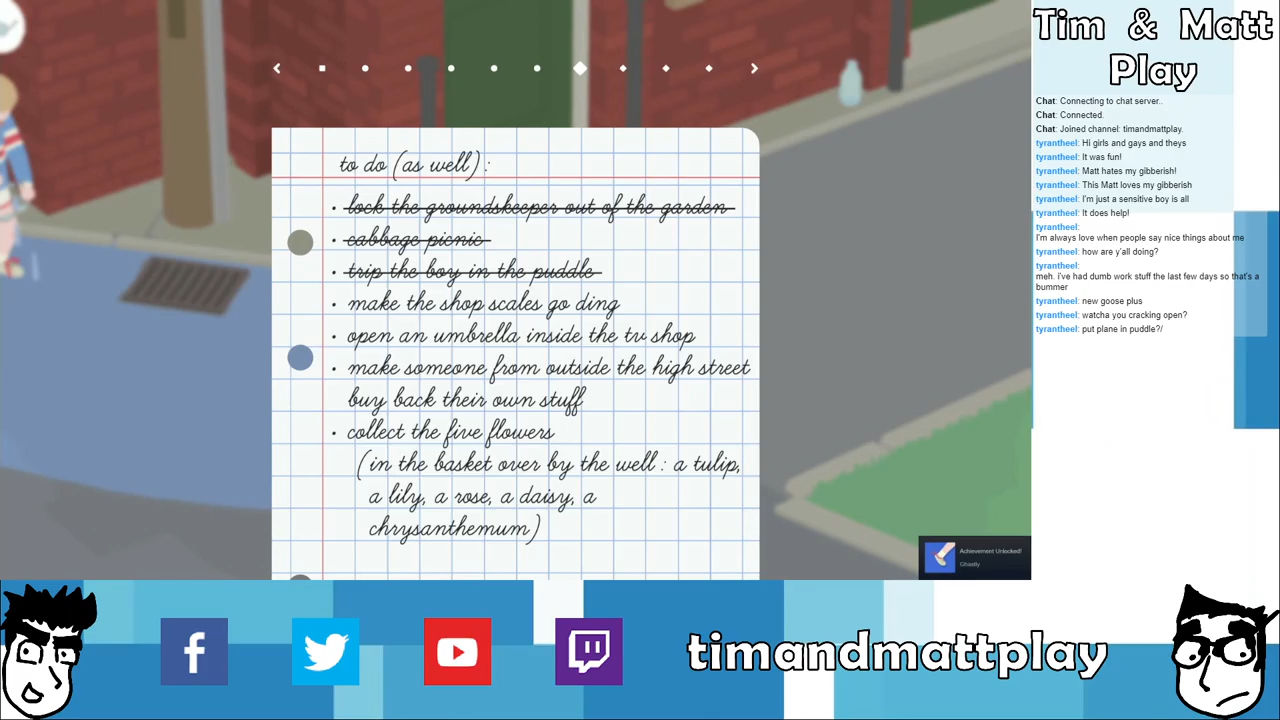 to do (as well) :
· lock the groundskeeper out of the garden
· cabbage picnic
· trip the boy in the puddle
· make the shop scales go ding
· open an umbrella inside the tv shop
· make someone from outside the high street
buy back their own stuff
· collect the five flowers
(in the basket over by the well : a tulip,
a lily, a rose, a daisy, a
chrysanthemum)
Achievement Unlocked!
Ghastly
Tim & Matt
Play
Chat: Connecting to chat server..
Chat: Connected.
Chat: Joined channel: timandmattplay.
tyrantheel: Hi girls and gays and theys
tyrantheel: It was fun!
tyrantheel: Matt hates my gibberish!
tyrantheel: This Matt loves my gibberish
tyrantheel: I'm just a sensitive boy is all
tyrantheel: It does help!
tyrantheel:
I'm always love when people say nice things about me
tyrantheel: how are y'all doing?
tyrantheel:
meh. i've had dumb work stuff the last few days so that's a
bummer
tyrantheel: new goose plus
tyrantheel: watcha you cracking open?
tyrantheel: put plane in puddle?/
timandmattplay